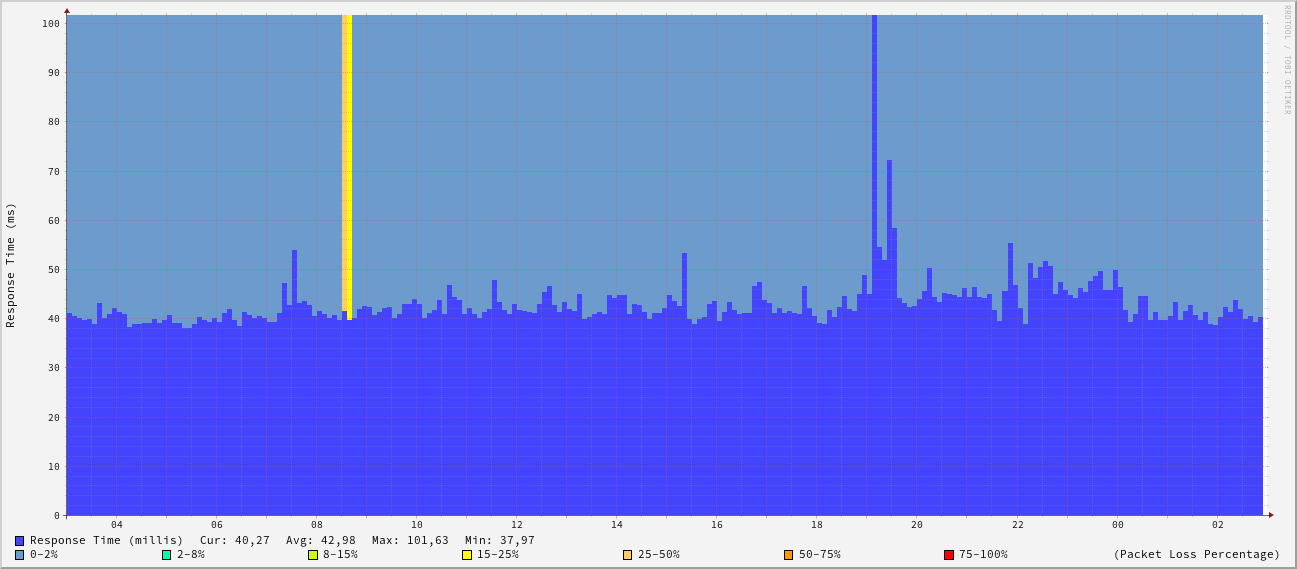 RRDTOOL / TOBI OETIKER
Response Time (ms)
100
90
80
70
60
50
40
30
20
10
0
04 06 08 10 12 14 16 18 20 22 00 02
Response Time (millis) Cur: 40,27 Avg: 42,98 Max: 101,63 Min: 37,97
0-2% 2-8% 8-15% 15-25% 25-50% 50-75% 75-100% (Packet Loss Percentage)